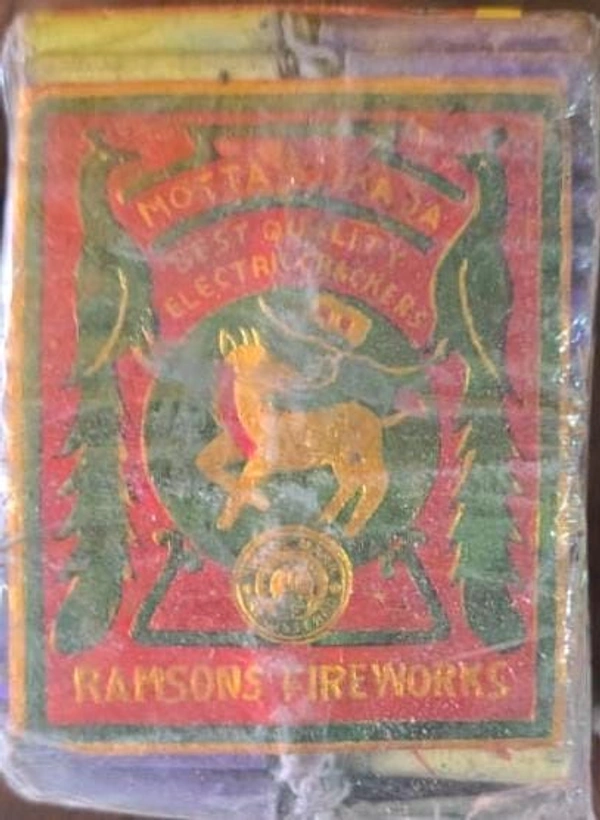 MOTTA
BEST QUALITY
ELECTRIC CRACKERS
RAMSONS FIREWORKS